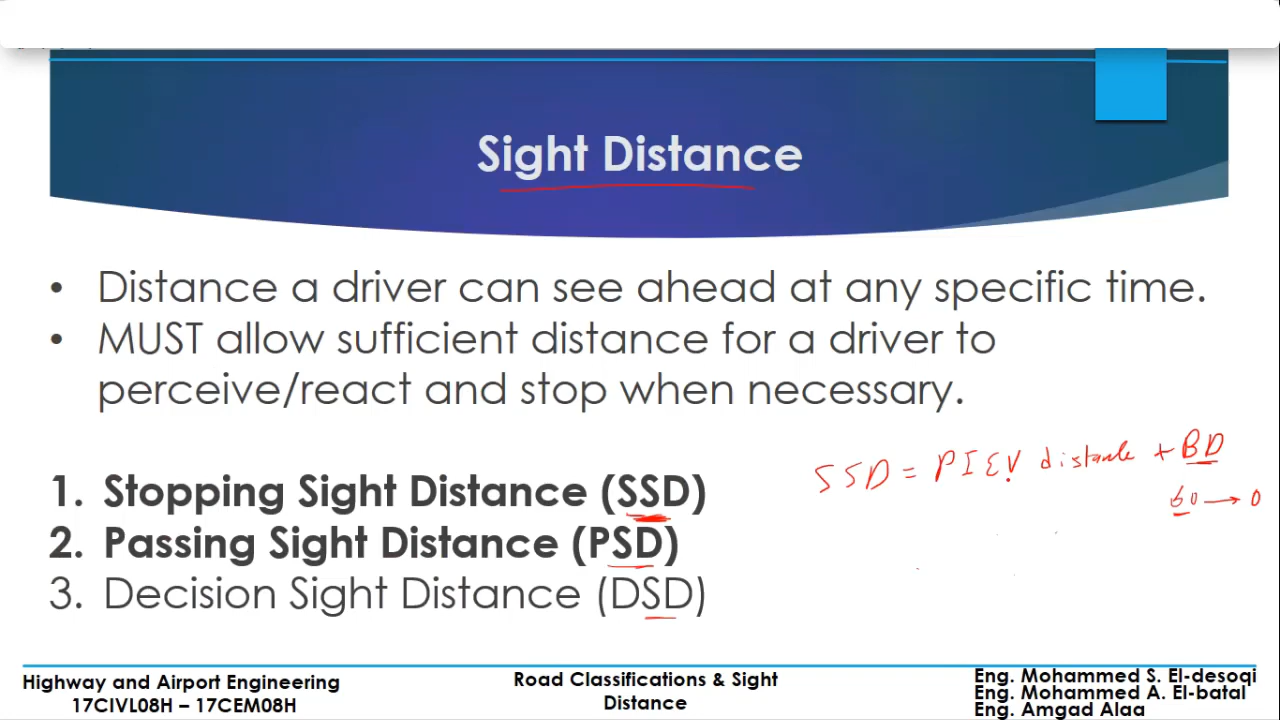 Sight Distance
• Distance a driver can see ahead at any specific time.
• MUST allow sufficient distance for a driver to
perceive/react and stop when necessary.
SSD = PIEV distance + BD
60 → 0
1. Stopping Sight Distance (SSD)
2. Passing Sight Distance (PSD)
3. Decision Sight Distance (DSD)
Highway and Airport Engineering
17CIVL08H – 17CEM08H
Road Classifications & Sight
Distance
Eng. Mohammed S. El-desoqi
Eng. Mohammed A. El-batal
Eng. Amgad Alaa